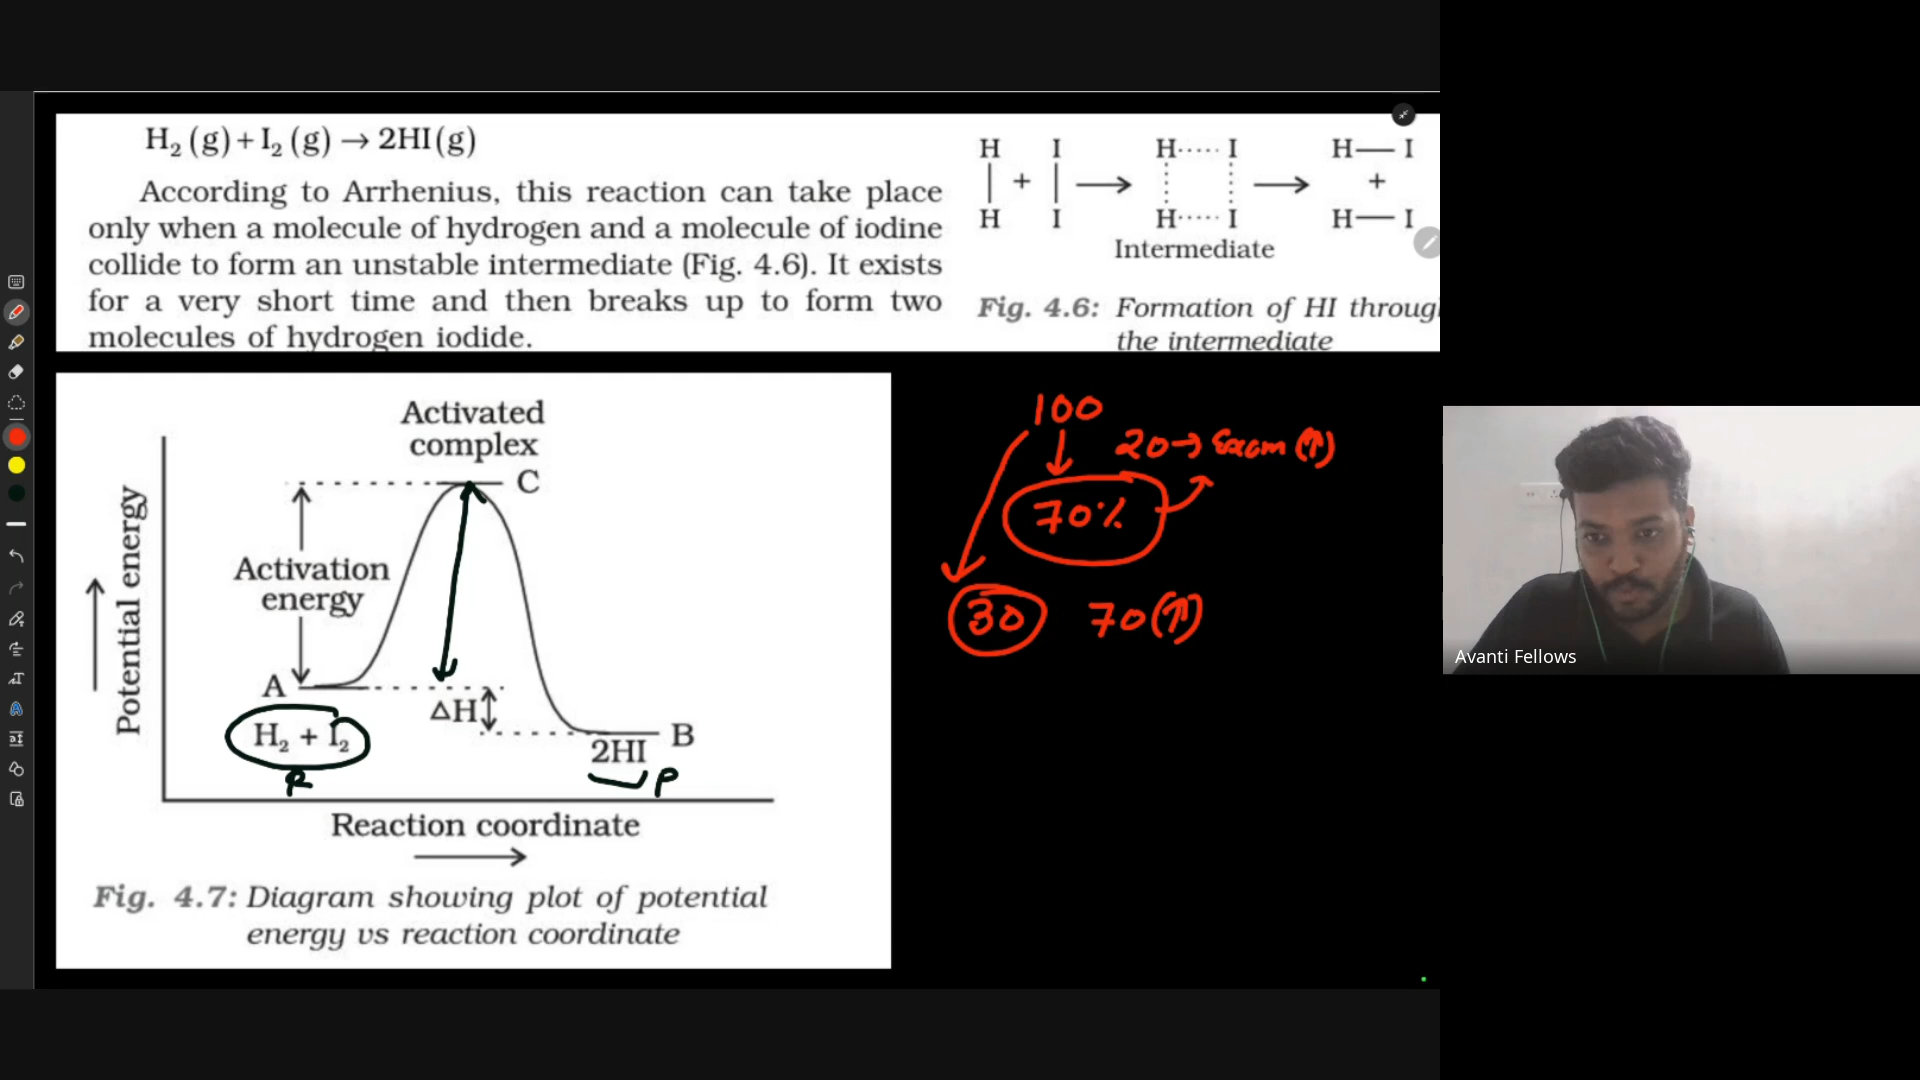 H₂ (g) + I₂ (g) → 2HI(g)
According to Arrhenius, this reaction can take place
only when a molecule of hydrogen and a molecule of iodine
collide to form an unstable intermediate (Fig. 4.6). It exists
for a very short time and then breaks up to form two
molecules of hydrogen iodide.
H I H ····· I H — I
+ → → +
H I H ····· I H — I
Intermediate
Fig. 4.6: Formation of HI throug
the intermediate
Activated
complex
C
Activation
energy
Potential energy
A
ΔH
B
H₂ + I₂
2HI
R
P
Reaction coordinate
Fig. 4.7: Diagram showing plot of potential
energy vs reaction coordinate
100
20 → Exam (↑)
70%
30 70(↑)
Avanti Fellows